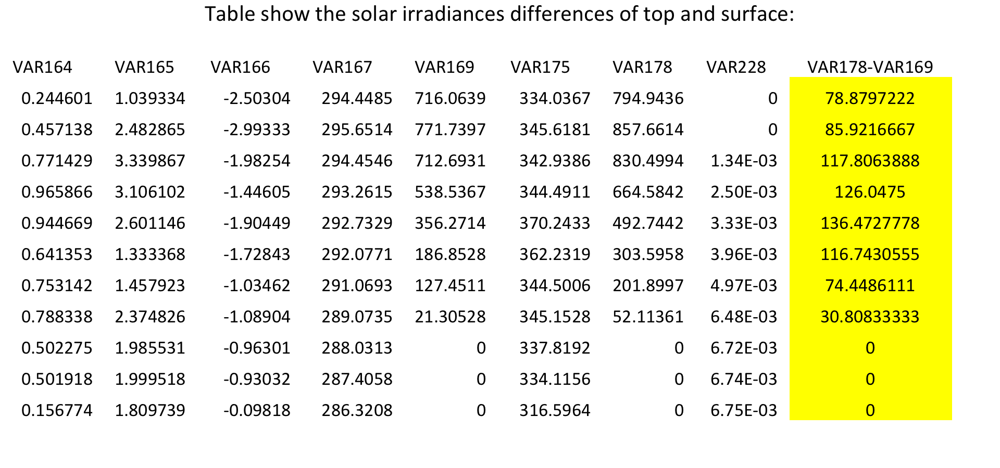 Table show the solar irradiances differences of top and surface:
VAR164 VAR165 VAR166 VAR167 VAR169 VAR175 VAR178 VAR228 VAR178-VAR169
0.244601 1.039334 -2.50304 294.4485 716.0639 334.0367 794.9436 0 78.8797222
0.457138 2.482865 -2.99333 295.6514 771.7397 345.6181 857.6614 0 85.9216667
0.771429 3.339867 -1.98254 294.4546 712.6931 342.9386 830.4994 1.34E-03 117.8063888
0.965866 3.106102 -1.44605 293.2615 538.5367 344.4911 664.5842 2.50E-03 126.0475
0.944669 2.601146 -1.90449 292.7329 356.2714 370.2433 492.7442 3.33E-03 136.4727778
0.641353 1.333368 -1.72843 292.0771 186.8528 362.2319 303.5958 3.96E-03 116.7430555
0.753142 1.457923 -1.03462 291.0693 127.4511 344.5006 201.8997 4.97E-03 74.4486111
0.788338 2.374826 -1.08904 289.0735 21.30528 345.1528 52.11361 6.48E-03 30.80833333
0.502275 1.985531 -0.96301 288.0313 0 337.8192 0 6.72E-03 0
0.501918 1.999518 -0.93032 287.4058 0 334.1156 0 6.74E-03 0
0.156774 1.809739 -0.09818 286.3208 0 316.5964 0 6.75E-03 0